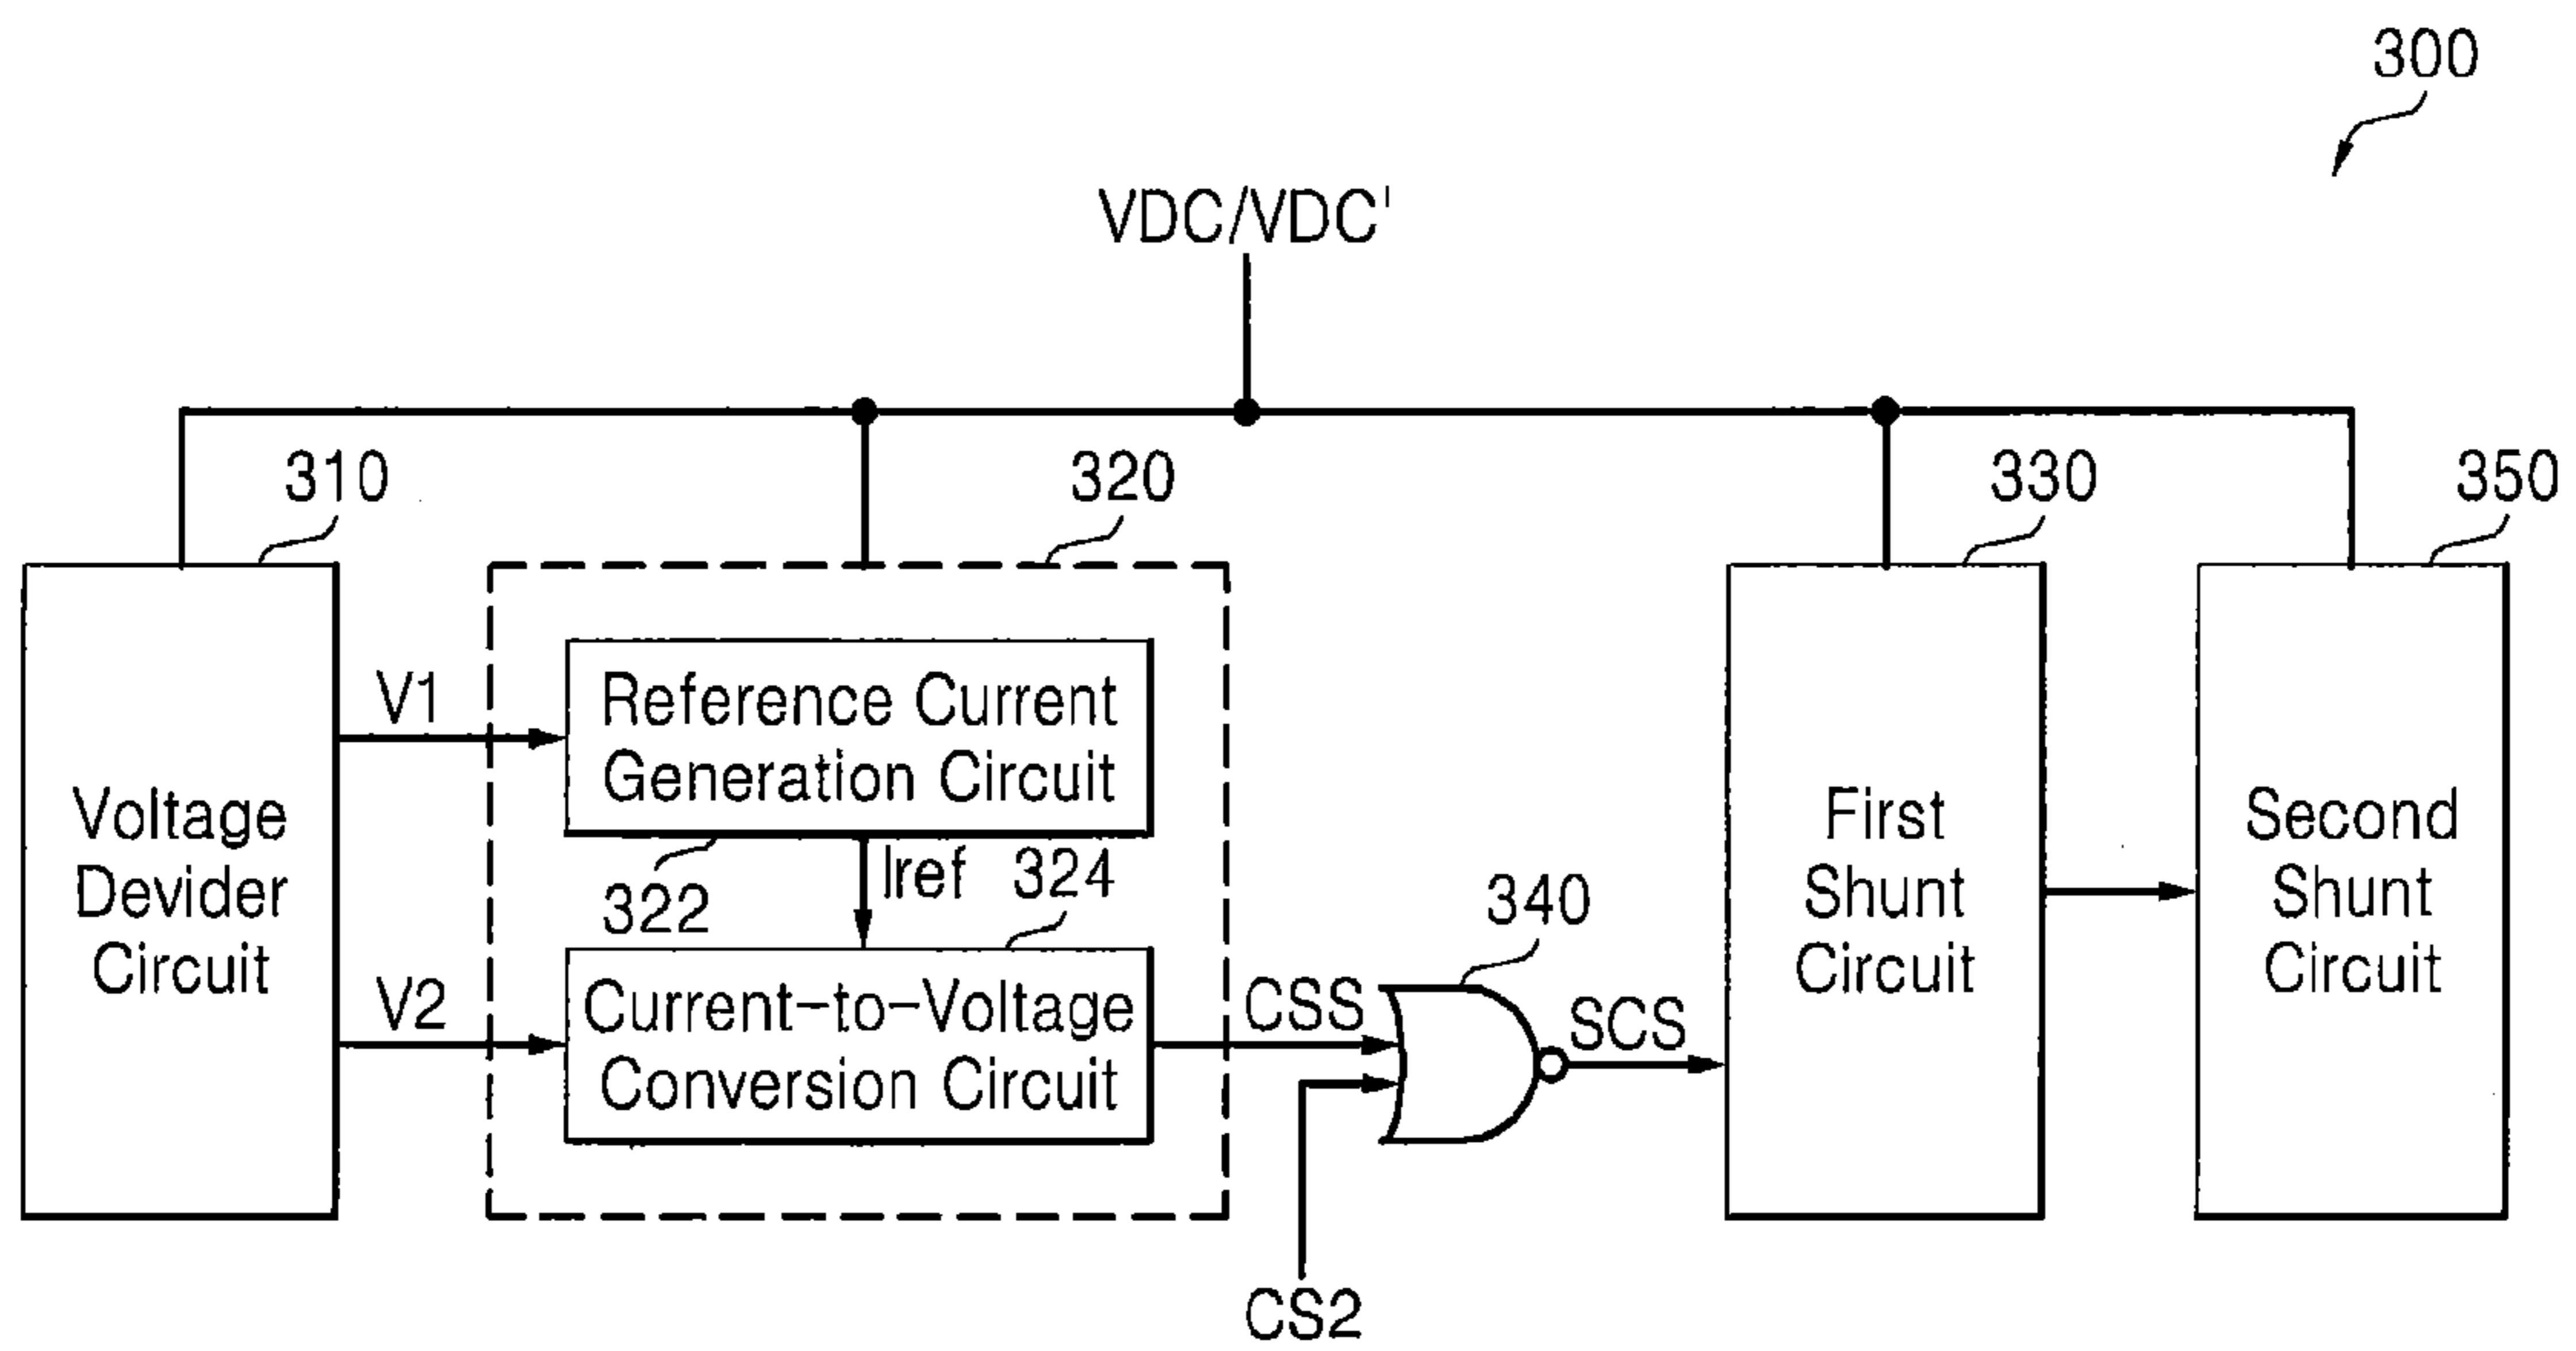 300
VDC/VDC'
310
320
330
350
V1
Reference Current
Generation Circuit
Voltage
Devider
Circuit
322
Iref
324
V2
Current-to-Voltage
Conversion Circuit
CSS
CS2
340
SCS
First
Shunt
Circuit
Second
Shunt
Circuit